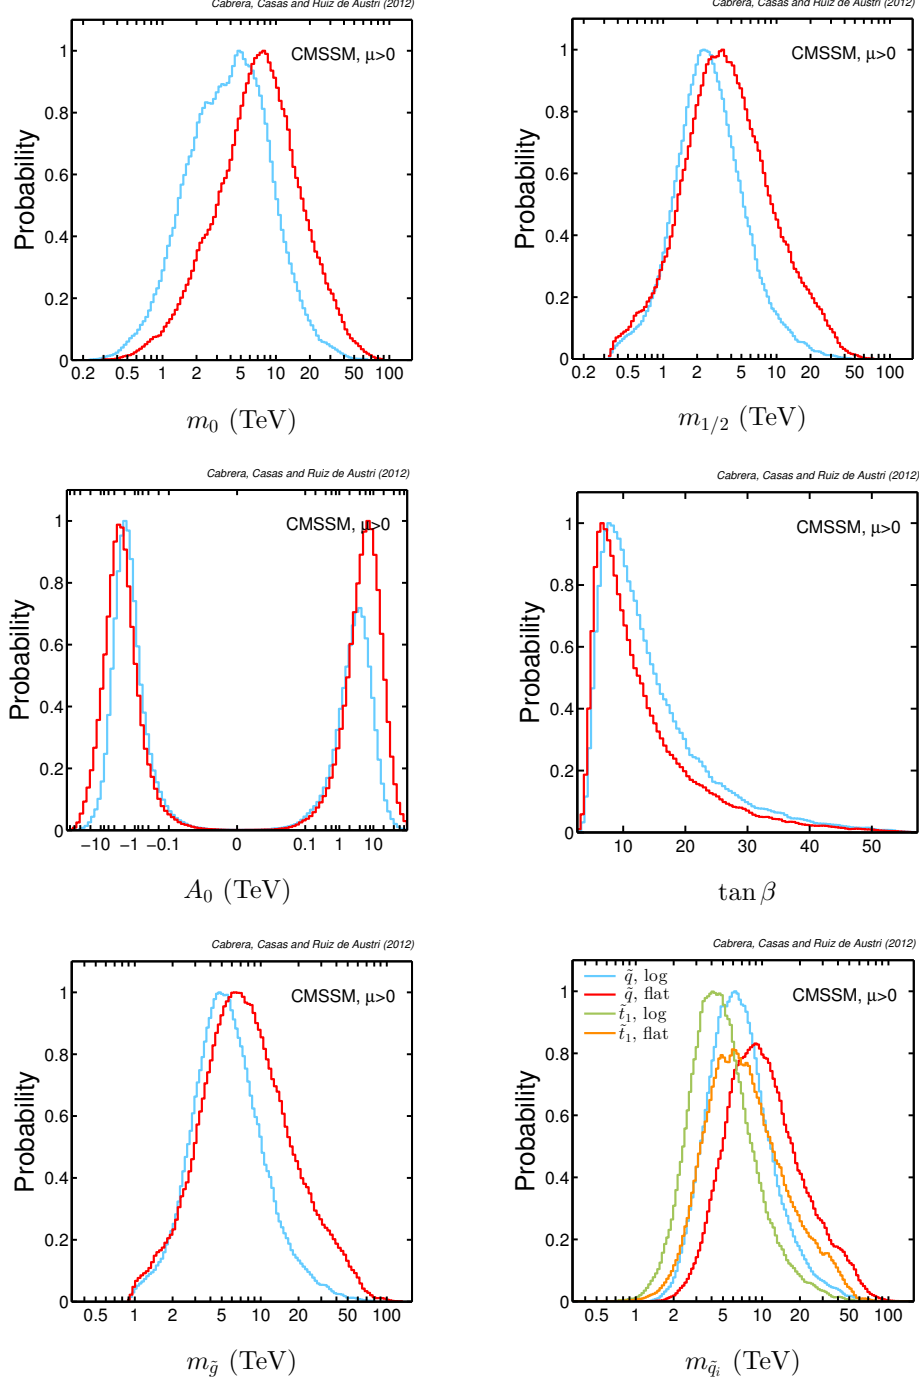 Cabrera, Casas and Ruiz de Austri (2012)
CMSSM, μ>0
Probability
1
0.8
0.6
0.4
0.2
0
0.2 0.5 1 2 5 10 20 50 100
m₀ (TeV)
Cabrera, Casas and Ruiz de Austri (2012)
CMSSM, μ>0
Probability
1
0.8
0.6
0.4
0.2
0
0.2 0.5 1 2 5 10 20 50 100
m₁/₂ (TeV)
Cabrera, Casas and Ruiz de Austri (2012)
CMSSM, μ>0
Probability
1
0.8
0.6
0.4
0.2
0
−10 −1 −0.1 0 0.1 1 10
A₀ (TeV)
Cabrera, Casas and Ruiz de Austri (2012)
CMSSM, μ>0
Probability
1
0.8
0.6
0.4
0.2
0
10 20 30 40 50
tan β
Cabrera, Casas and Ruiz de Austri (2012)
CMSSM, μ>0
Probability
1
0.8
0.6
0.4
0.2
0
0.5 1 2 5 10 20 50 100
m_g̃ (TeV)
Cabrera, Casas and Ruiz de Austri (2012)
q̃, log
q̃, flat
t̃₁, log
t̃₁, flat
CMSSM, μ>0
Probability
1
0.8
0.6
0.4
0.2
0
0.5 1 2 5 10 20 50 100
m_q̃ᵢ (TeV)